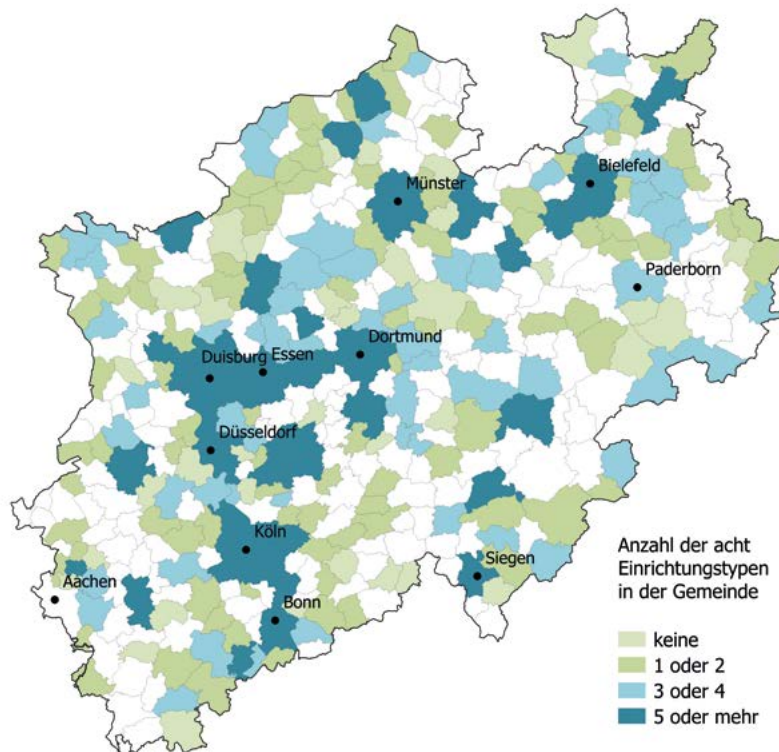 Bielefeld
Münster
Paderborn
Dortmund
Duisburg
Essen
Düsseldorf
Köln
Siegen
Aachen
Bonn
Anzahl der acht
Einrichtungstypen
in der Gemeinde
keine
1 oder 2
3 oder 4
5 oder mehr